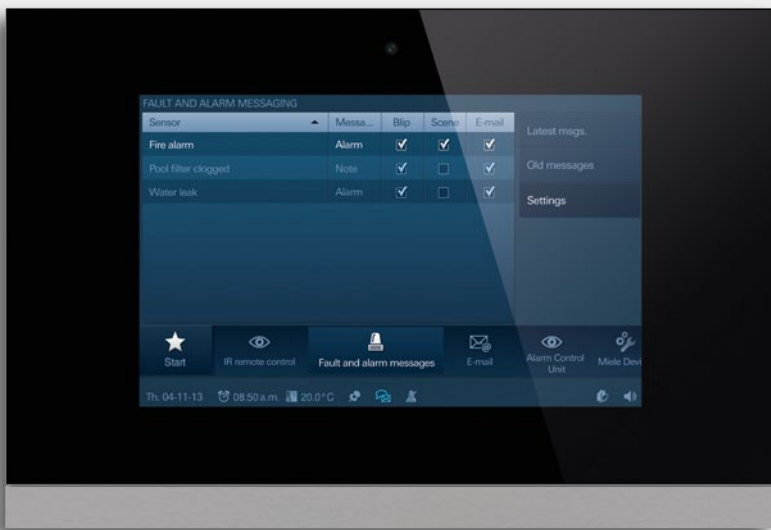 FAULT AND ALARM MESSAGING
Sensor Messa... Blip Scene E-mail
Fire alarm Alarm
Pool filter clogged Note
Water leak Alarm
Latest msgs.
Old messages
Settings
Start IR remote control Fault and alarm messages E-mail Alarm Control Unit Miele Devi
Th. 04-11-13 08:50 a.m. 20.0°C